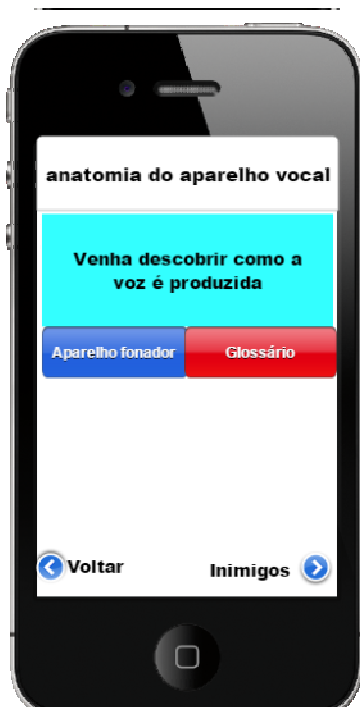 anatomia do aparelho vocal
Venha descobrir como a
voz é produzida
Aparelho fonador
Glossário
Voltar
Inimigos